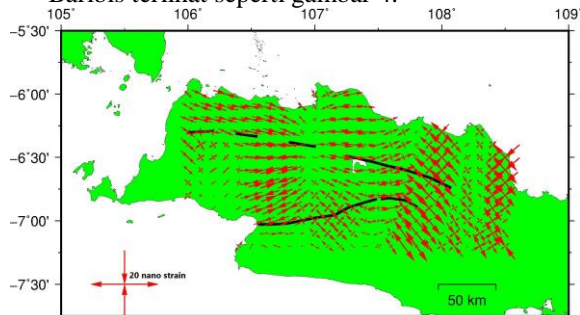 Baribis terlihat seperti gambar 4.
105° 106° 107° 108° 109
−5°30'
−6°00'
−6°30'
−7°00'
20 nano strain
−7°30'
50 km